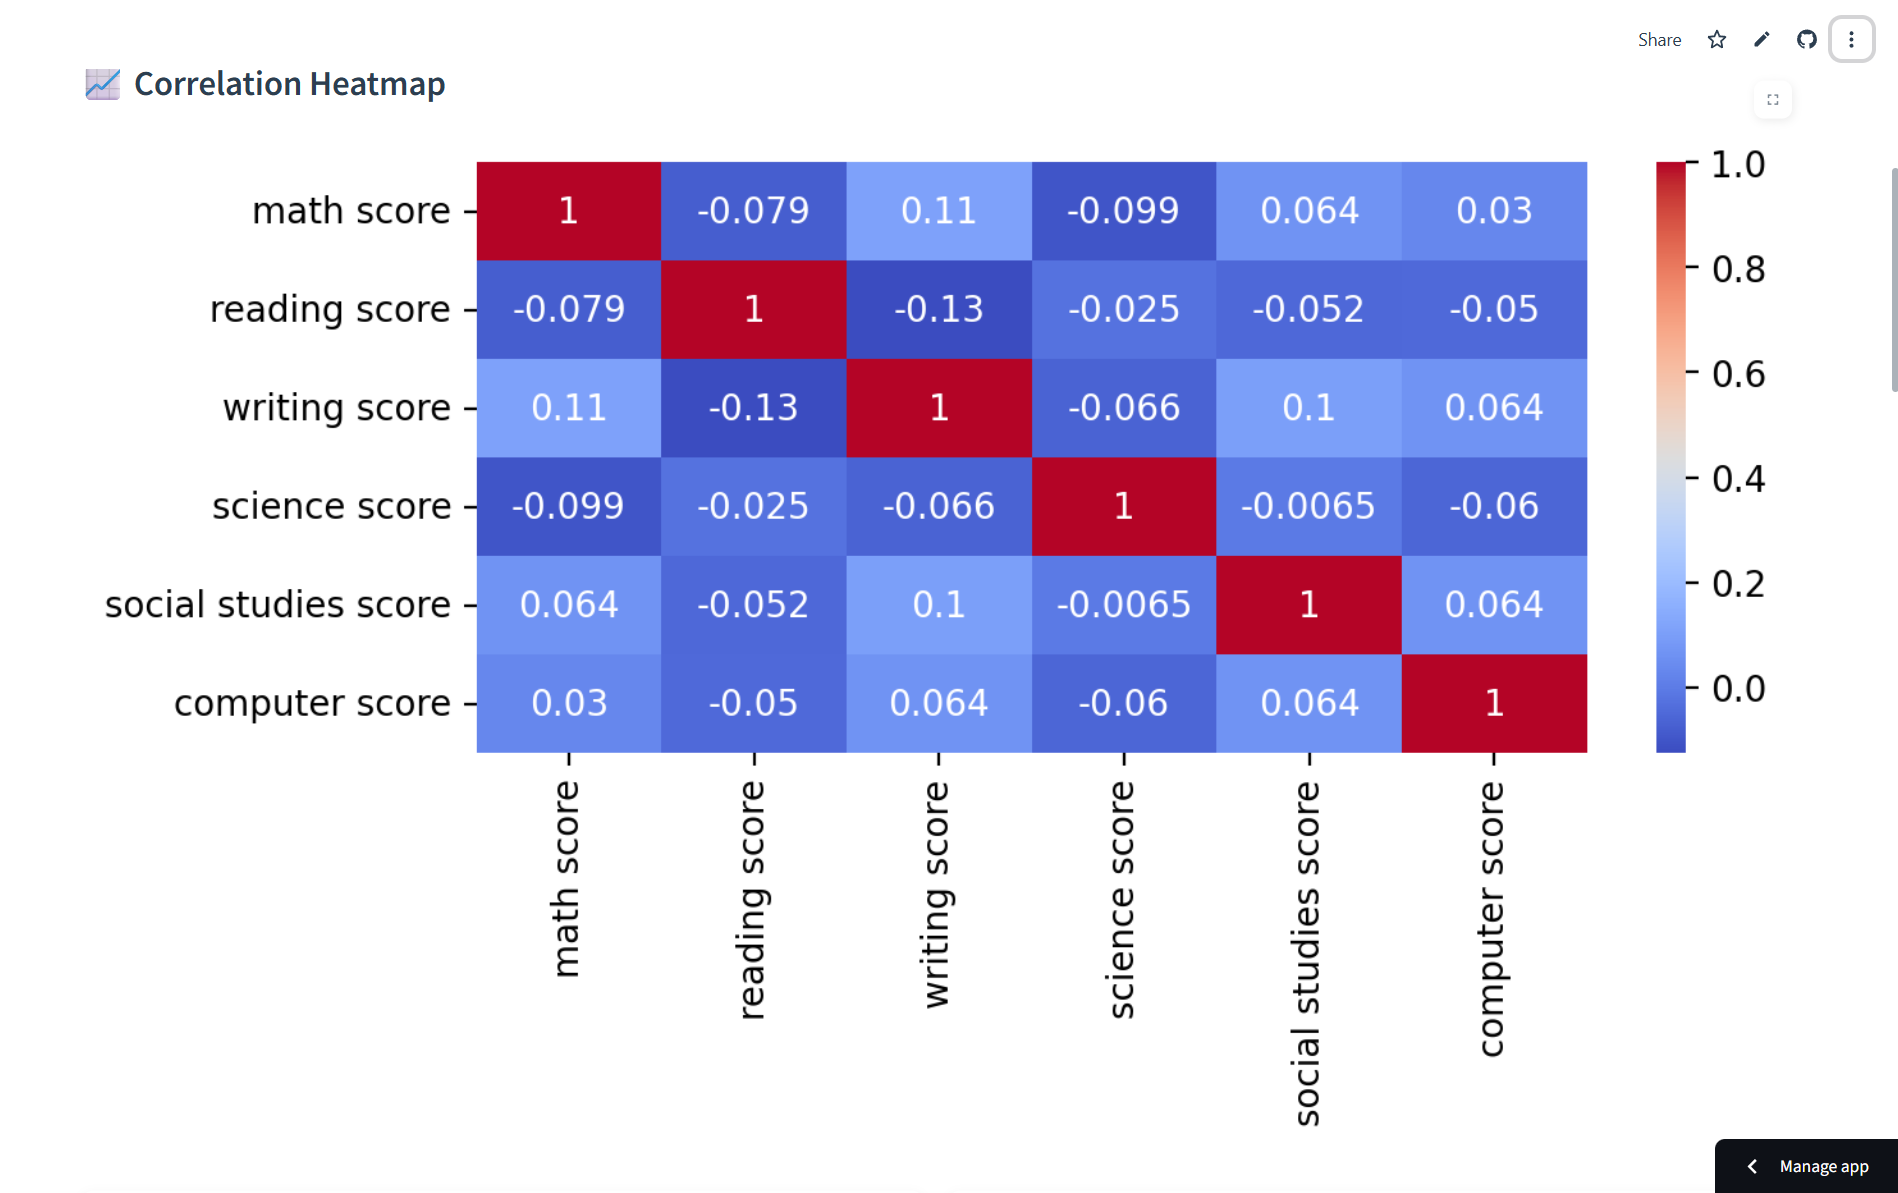 Share
📈 Correlation Heatmap
math score 1 -0.079 0.11 -0.099 0.064 0.03
reading score -0.079 1 -0.13 -0.025 -0.052 -0.05
writing score 0.11 -0.13 1 -0.066 0.1 0.064
science score -0.099 -0.025 -0.066 1 -0.0065 -0.06
social studies score 0.064 -0.052 0.1 -0.0065 1 0.064
computer score 0.03 -0.05 0.064 -0.06 0.064 1
math score
reading score
writing score
science score
social studies score
computer score
1.0
0.8
0.6
0.4
0.2
0.0
Manage app